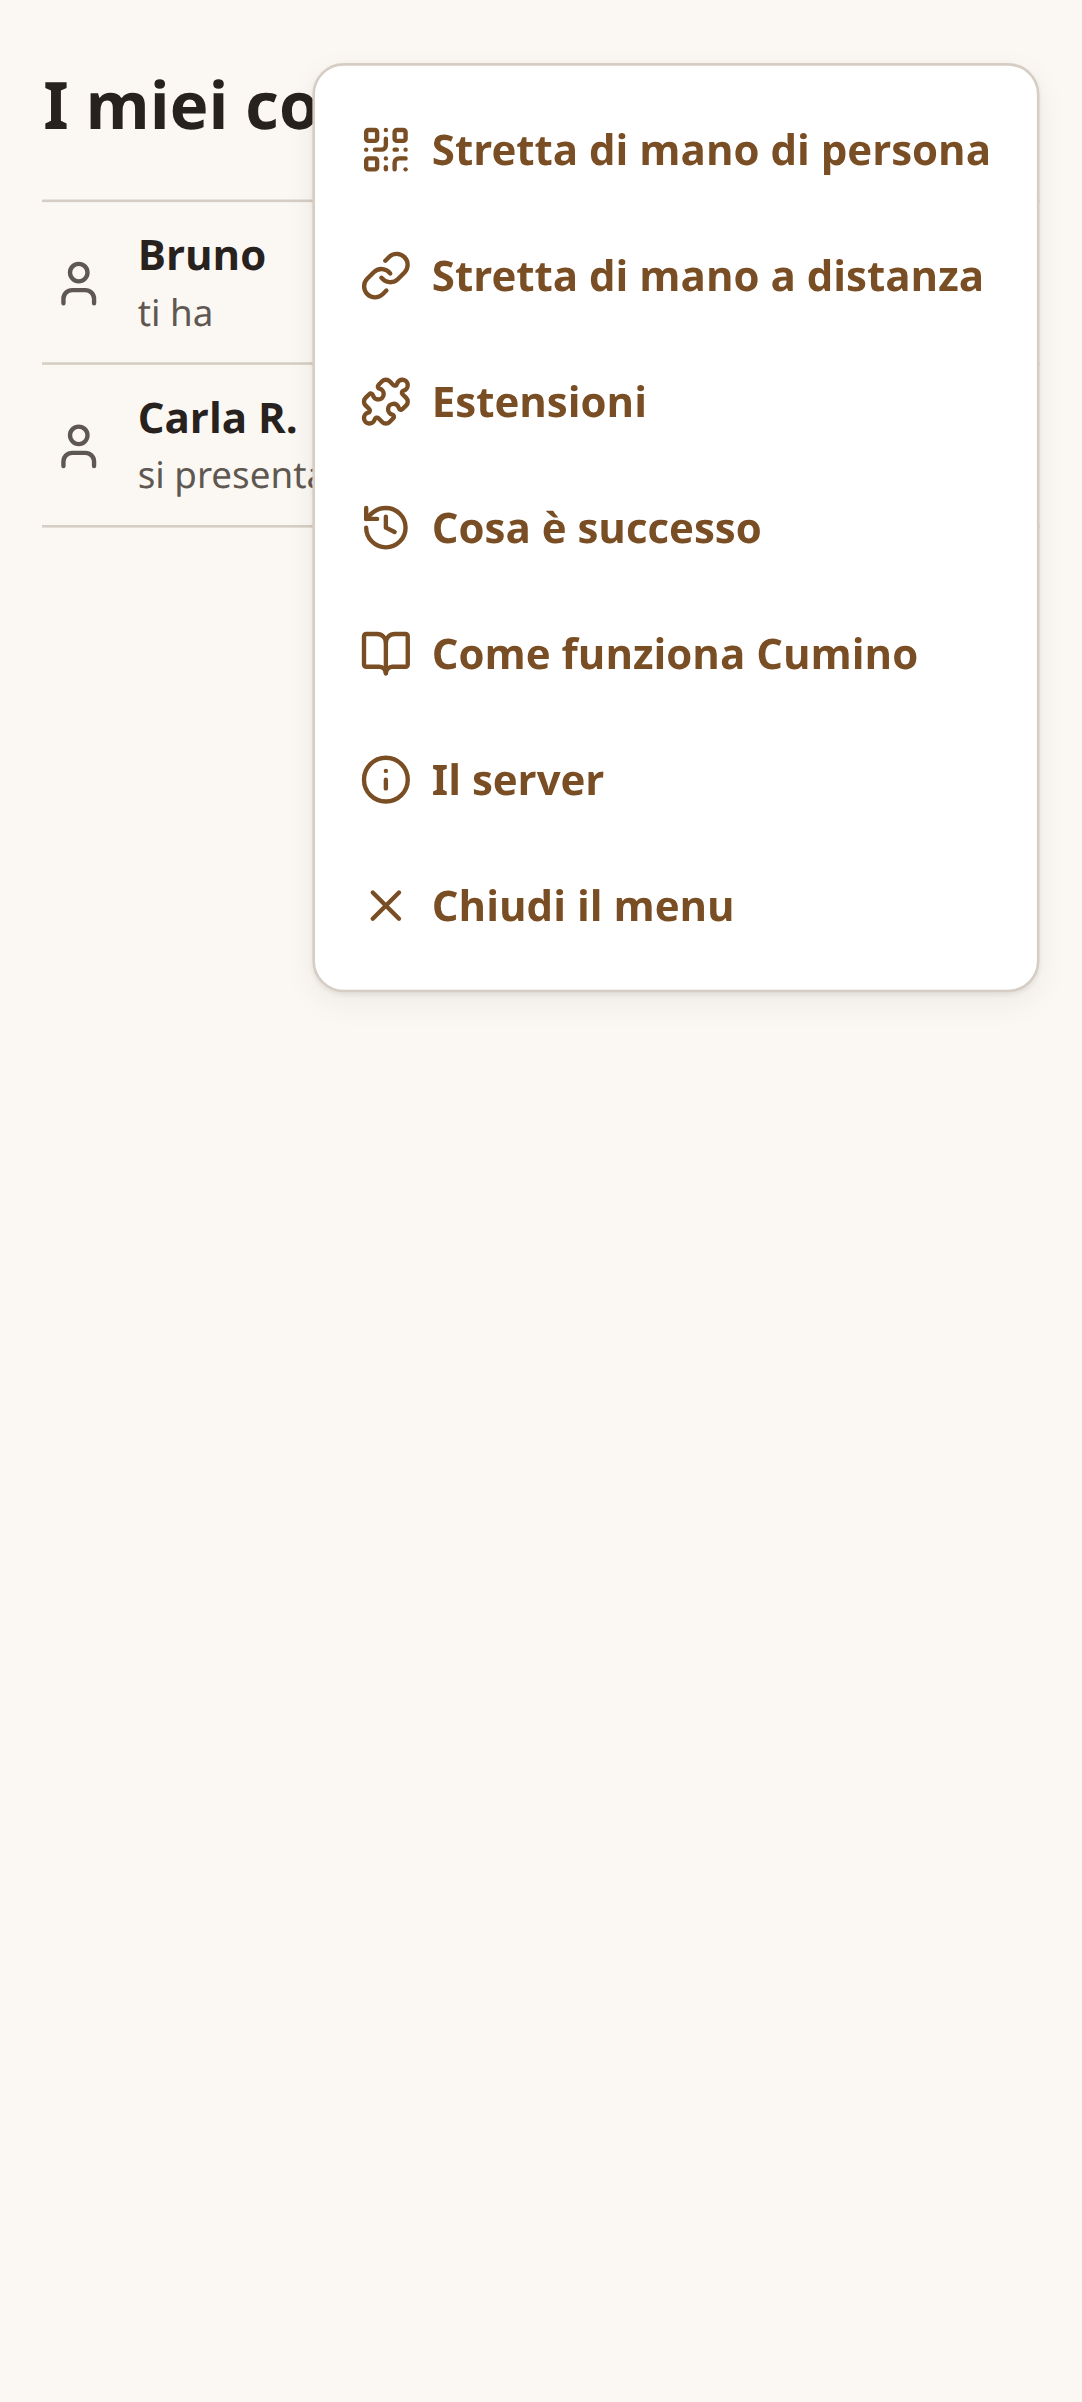 I miei co
Bruno
ti ha
Carla R.
si present
Stretta di mano di persona
Stretta di mano a distanza
Estensioni
Cosa è successo
Come funziona Cumino
Il server
Chiudi il menu